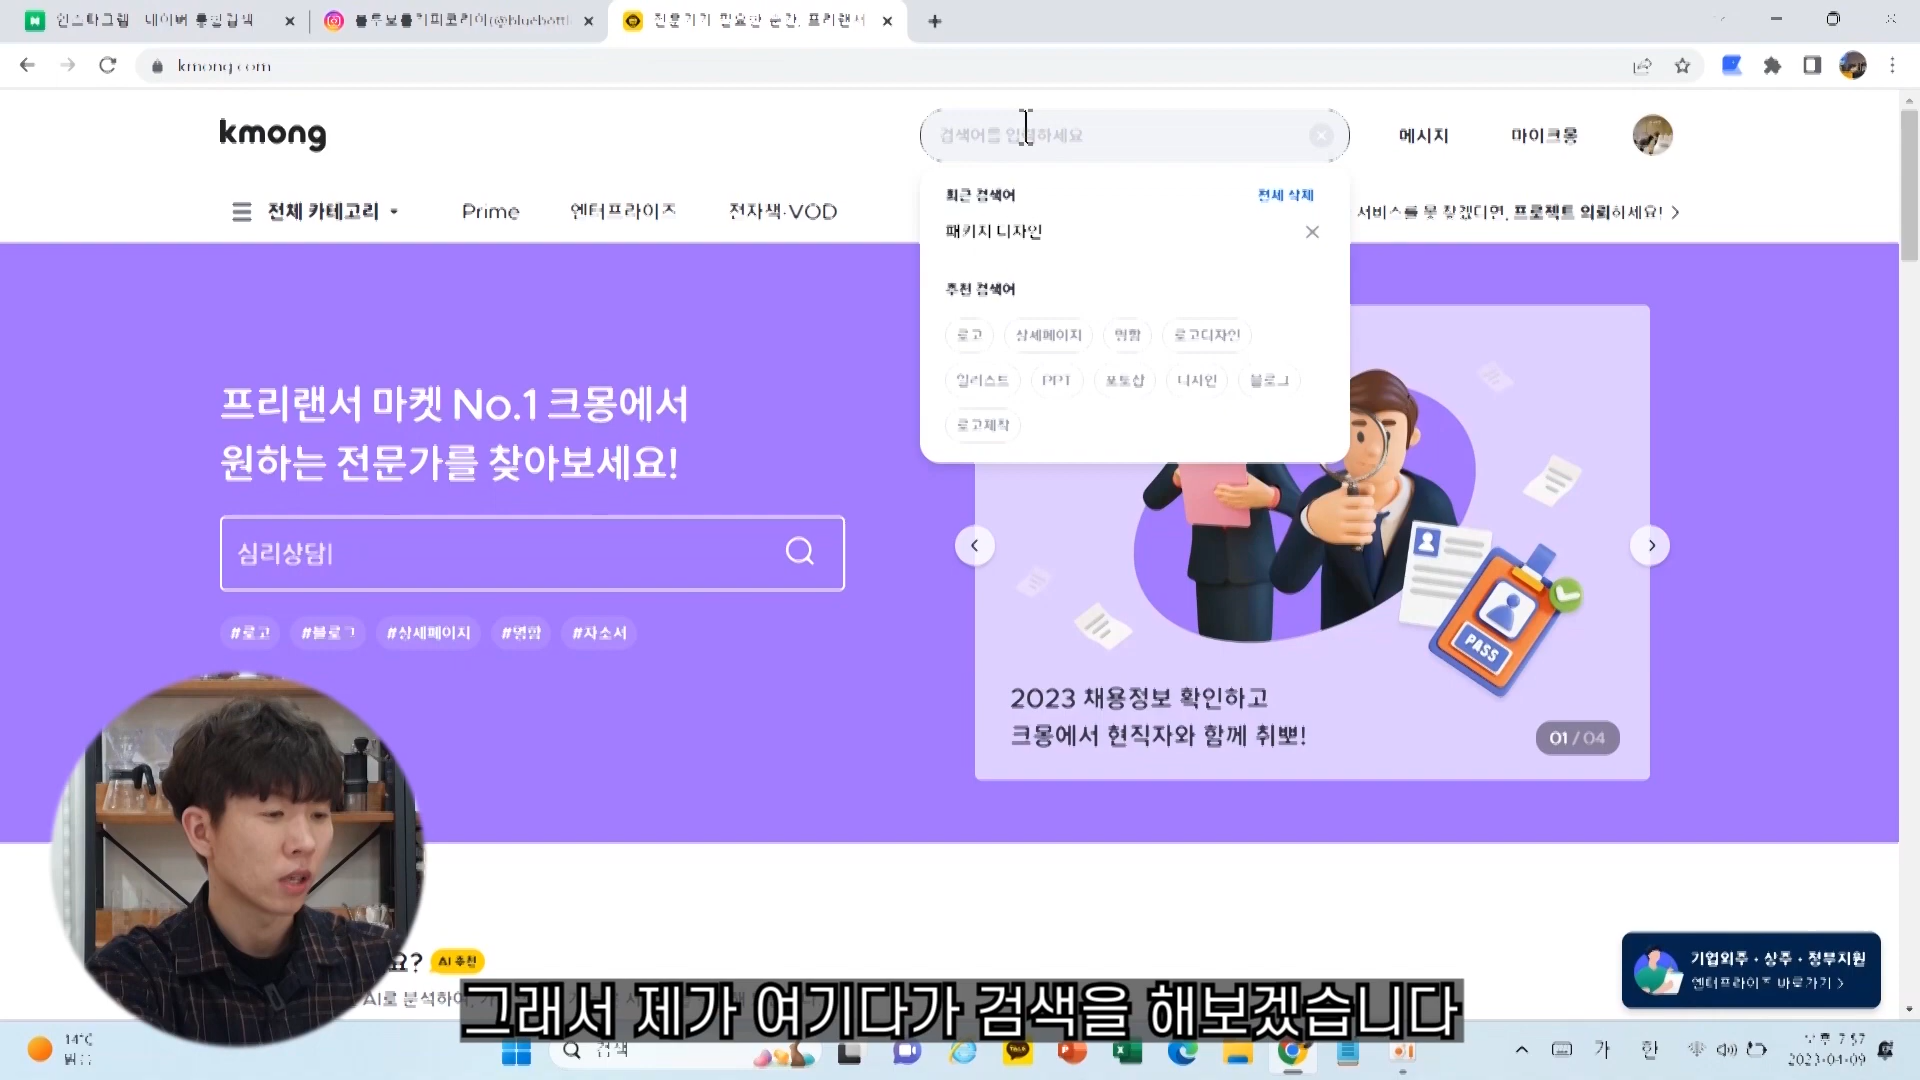 인스타그램 네이버 통합검색
블루보틀커피코리아(@bluebottl
전문가가 필요한 순간, 프리랜서
kmong.com
kmong
검색어를 입력하세요
메시지
마이크몽
전체 카테고리
Prime
엔터프라이즈
전자책·VOD
서비스를 못 찾겠다면, 프로젝트 의뢰하세요!
최근 검색어
전체 삭제
패키지 디자인
추천 검색어
로고
상세페이지
명함
로고디자인
일러스트
PPT
포토샵
디자인
블로그
로고제작
프리랜서 마켓 No.1 크몽에서
원하는 전문가를 찾아보세요!
심리상담
#로고
#블로그
#상세페이지
#명함
#자소서
PASS
2023 채용정보 확인하고
크몽에서 현직자와 함께 취뽀!
01 / 04
요?
AI 추천
AI로 분석하여,
기업외주・상주・정부지원
엔터프라이즈 바로가기
그래서 제가 여기다가 검색을 해보겠습니다
14°C
검색
TALK
가
한
7:57
2023-04-09